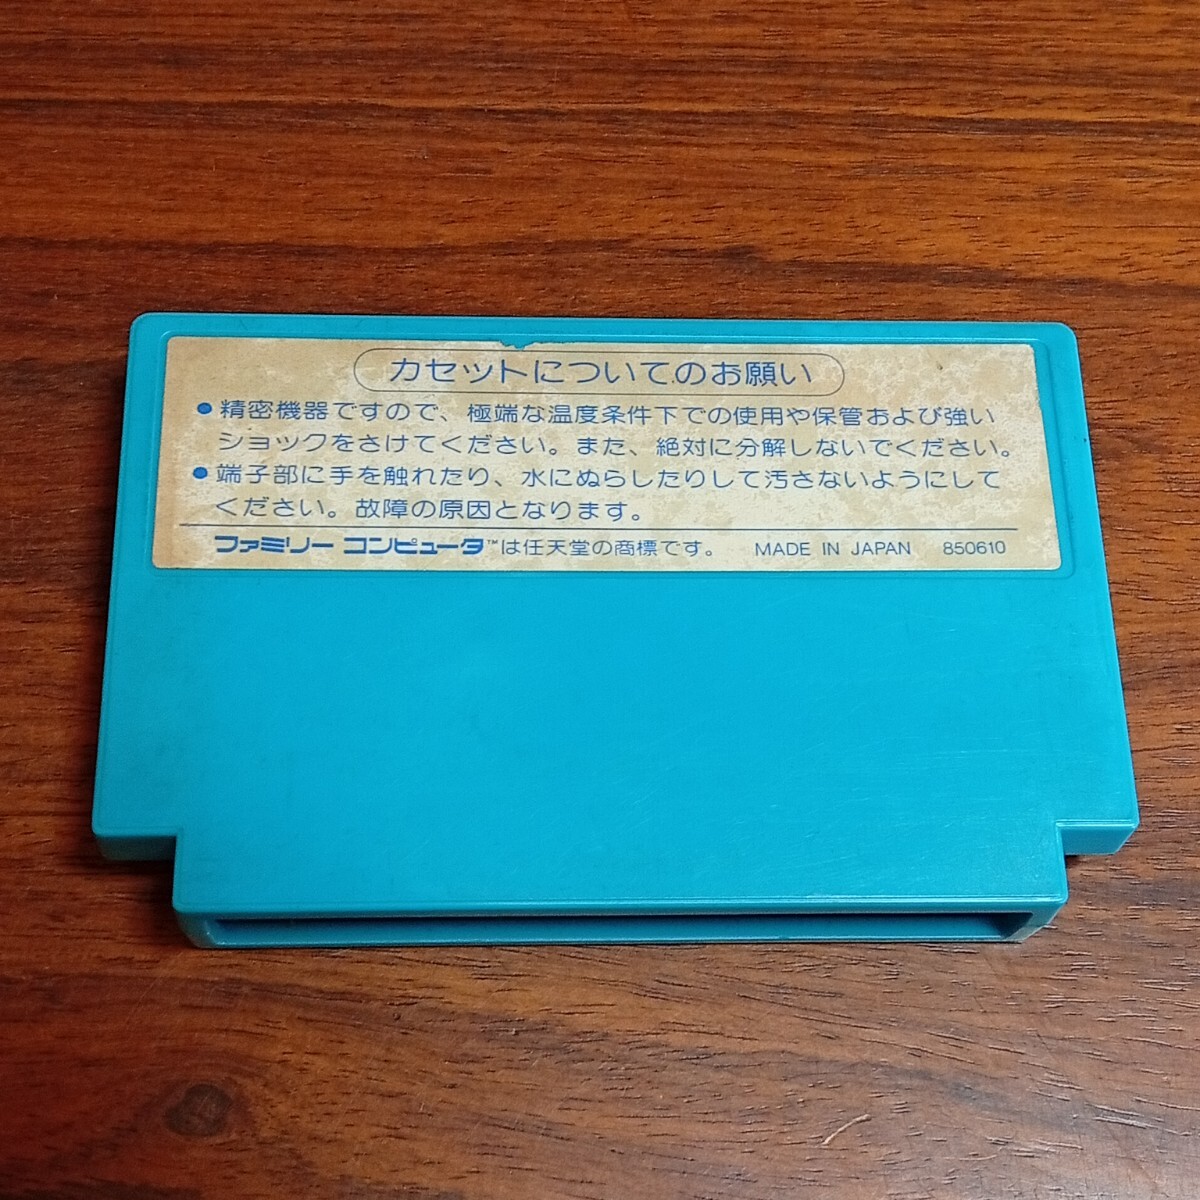 カセットについてのお願い
●精密機器ですので、極端な温度条件下での使用や保管および強い
ショックをさけてください。また、絶対に分解しないでください。
●端子部に手を触れたり、水にぬらしたりして汚さないようにして
ください。故障の原因となります。
ファミリー コンピュータ™は任天堂の商標です。 MADE IN JAPAN 850610